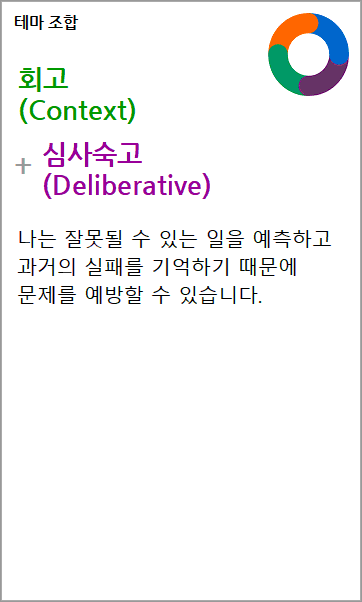 테마 조합
회고
(Context)
+ 심사숙고
(Deliberative)
나는 잘못될 수 있는 일을 예측하고
과거의 실패를 기억하기 때문에
문제를 예방할 수 있습니다.